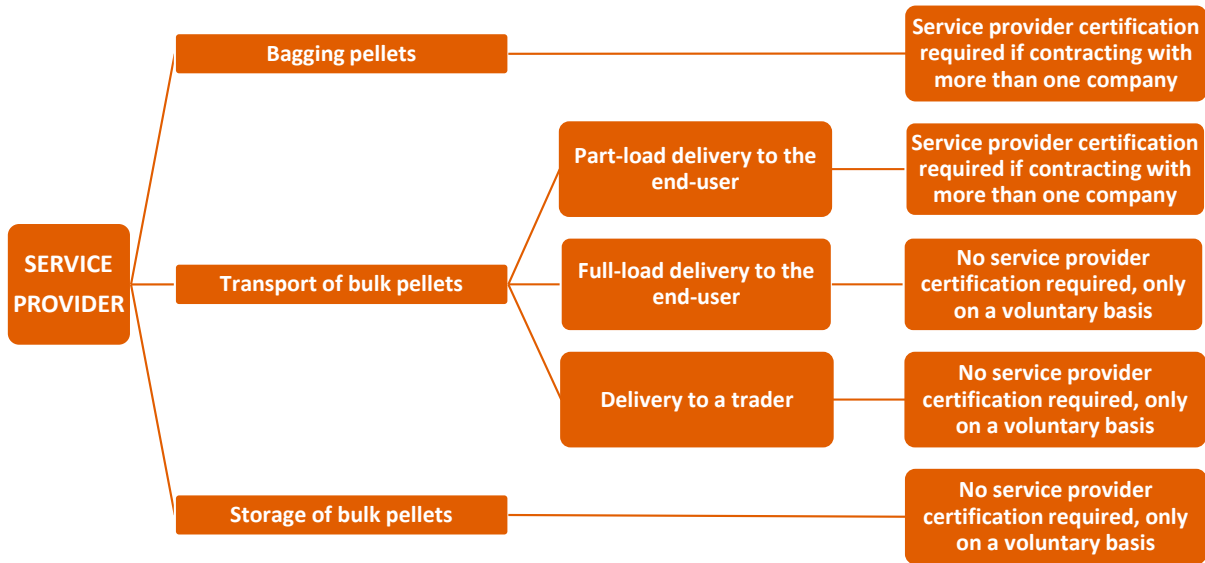 SERVICE
PROVIDER
Bagging pellets
Service provider certification
required if contracting with
more than one company
Transport of bulk pellets
Part-load delivery to the
end-user
Service provider certification
required if contracting with
more than one company
Full-load delivery to the
end-user
No service provider
certification required, only
on a voluntary basis
Delivery to a trader
No service provider
certification required, only
on a voluntary basis
Storage of bulk pellets
No service provider
certification required, only
on a voluntary basis